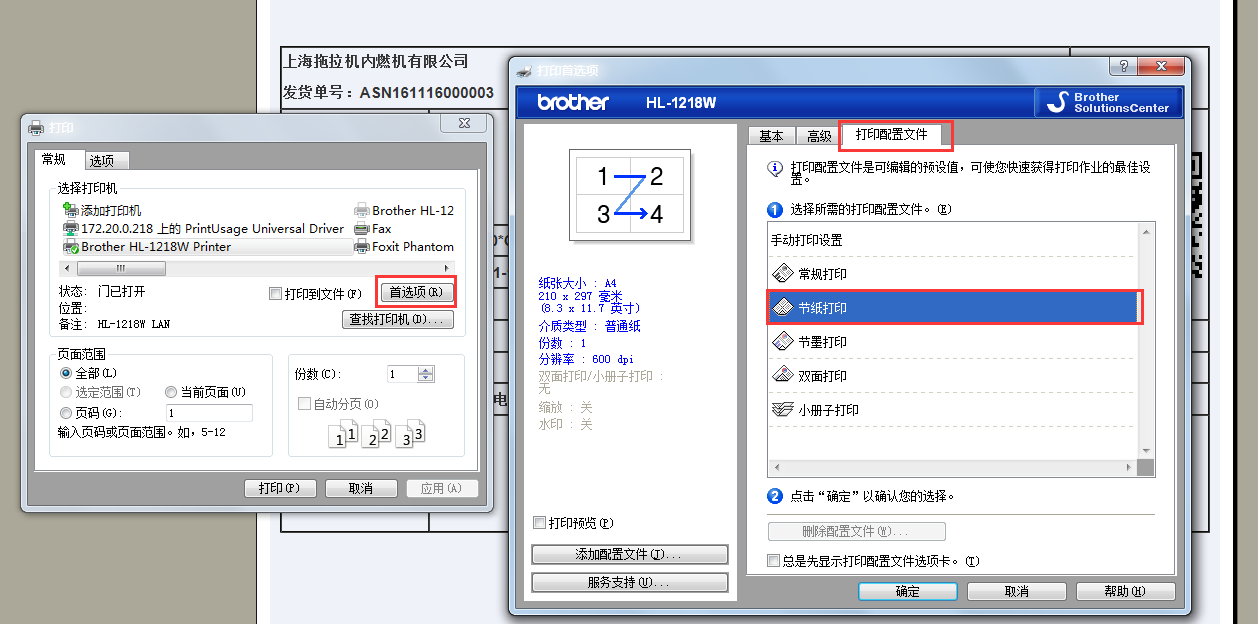 上海拖拉机内燃机有限公司
发货单号：ASN161116000003
打印
常规
选项
选择打印机
添加打印机
172.20.0.218 上的 PrintUsage Universal Driver
Brother HL-1218W Printer
Brother HL-12
Fax
Foxit Phantom
状态: 门已打开
位置:
备注: HL-1218W LAN
打印到文件(F)
首选项(R)
查找打印机(D)...
页面范围
全部(L)
选定范围(T)
当前页面(U)
页码(G):
1
输入页码或页面范围。如，5-12
份数(C):
1
自动分页(O)
1 1 2 2 3 3
打印(P)
取消
应用(A)
打印首选项
brother
HL-1218W
Brother
SolutionsCenter
1 2
3 4
纸张大小 : A4
210 x 297 毫米
(8.3 x 11.7 英寸)
介质类型 : 普通纸
份数 : 1
分辨率 : 600 dpi
双面打印/小册子打印 :
无
缩放 : 关
水印 : 关
打印预览(P)
添加配置文件(J)...
服务支持(U)...
基本
高级
打印配置文件
打印配置文件是可编辑的预设值，可使您快速获得打印作业的最佳设
置。
1 选择所需的打印配置文件。(E)
手动打印设置
常规打印
节纸打印
节墨打印
双面打印
小册子打印
2 点击“确定”以确认您的选择。
删除配置文件(W)...
总是先显示打印配置文件选项卡。(T)
确定
取消
帮助(H)
电